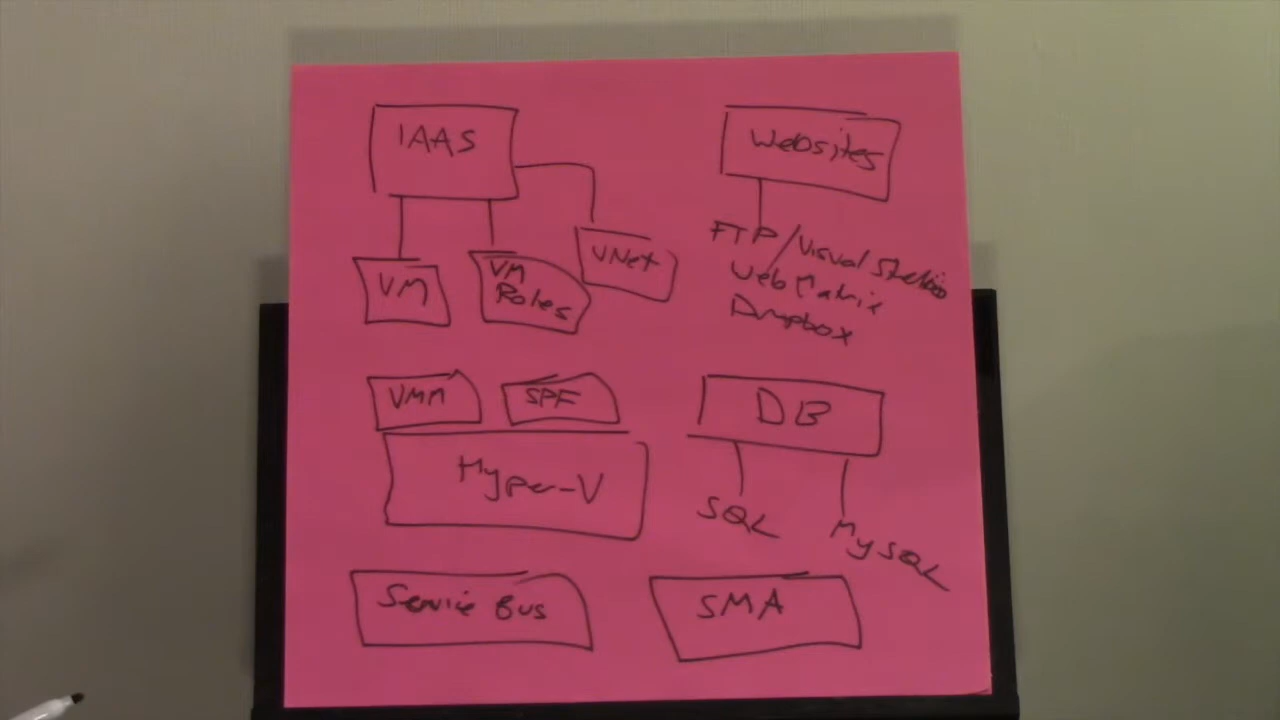 IAAS
VM
VM
Roles
VNet
Websites
FTP / Visual Studio
WebMatrix
Dropbox
VMM
SPF
Hyper-V
DB
SQL
MySQL
Service Bus
SMA